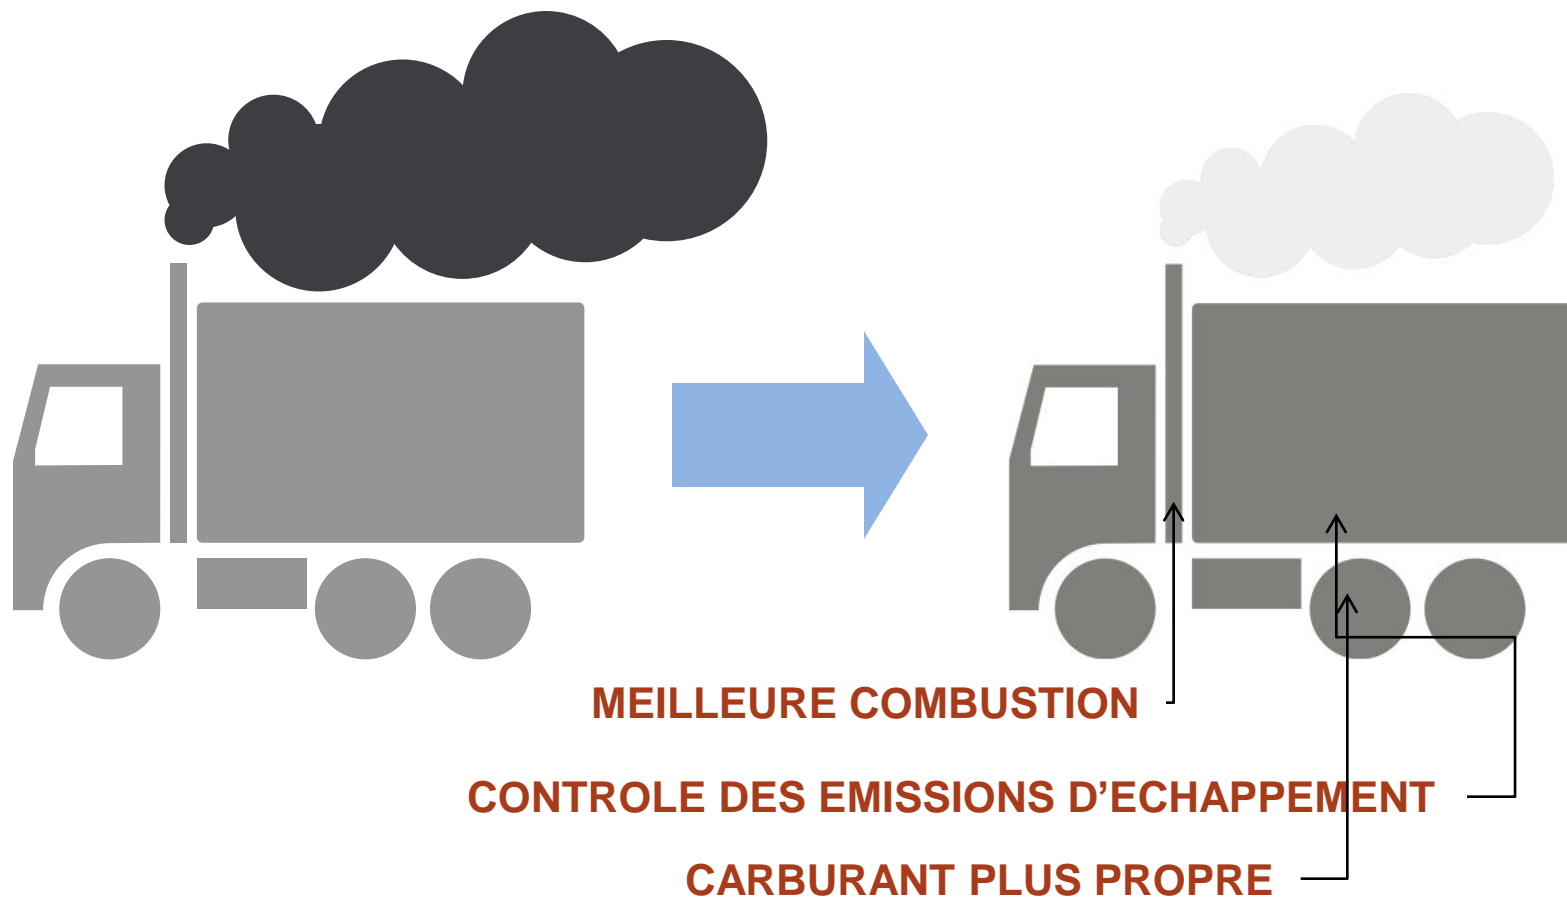 MEILLEURE COMBUSTION
CONTROLE DES EMISSIONS D’ECHAPPEMENT
CARBURANT PLUS PROPRE